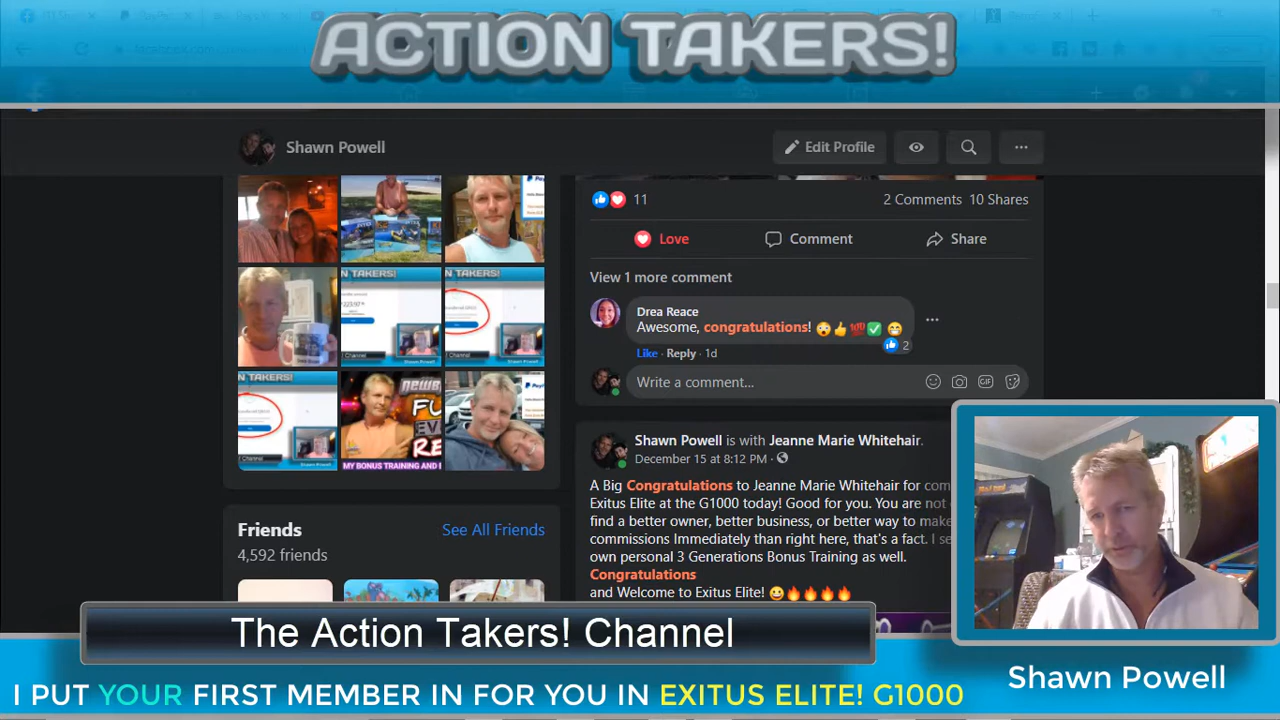 ACTION TAKERS!
Shawn Powell
Edit Profile
11
2 Comments 10 Shares
Love
Comment
Share
View 1 more comment
Drea Reace
Awesome, congratulations! 😲👍💯✅😁
2
Like · Reply · 1d
Write a comment...
GIF
Friends
See All Friends
4,592 friends
Shawn Powell is with Jeanne Marie Whitehair.
December 15 at 8:12 PM ·
A Big Congratulations to Jeanne Marie Whitehair for com
Exitus Elite at the G1000 today! Good for you. You are not
find a better owner, better business, or better way to make
commissions Immediately than right here, that's a fact. I se
own personal 3 Generations Bonus Training as well.
Congratulations
and Welcome to Exitus Elite! 😀🔥🔥🔥🔥
N TAKERS!
TAKERS!
Channel
MY BONUS TRAINING AND
The Action Takers! Channel
Shawn Powell
I PUT YOUR FIRST MEMBER IN FOR YOU IN EXITUS ELITE! G1000